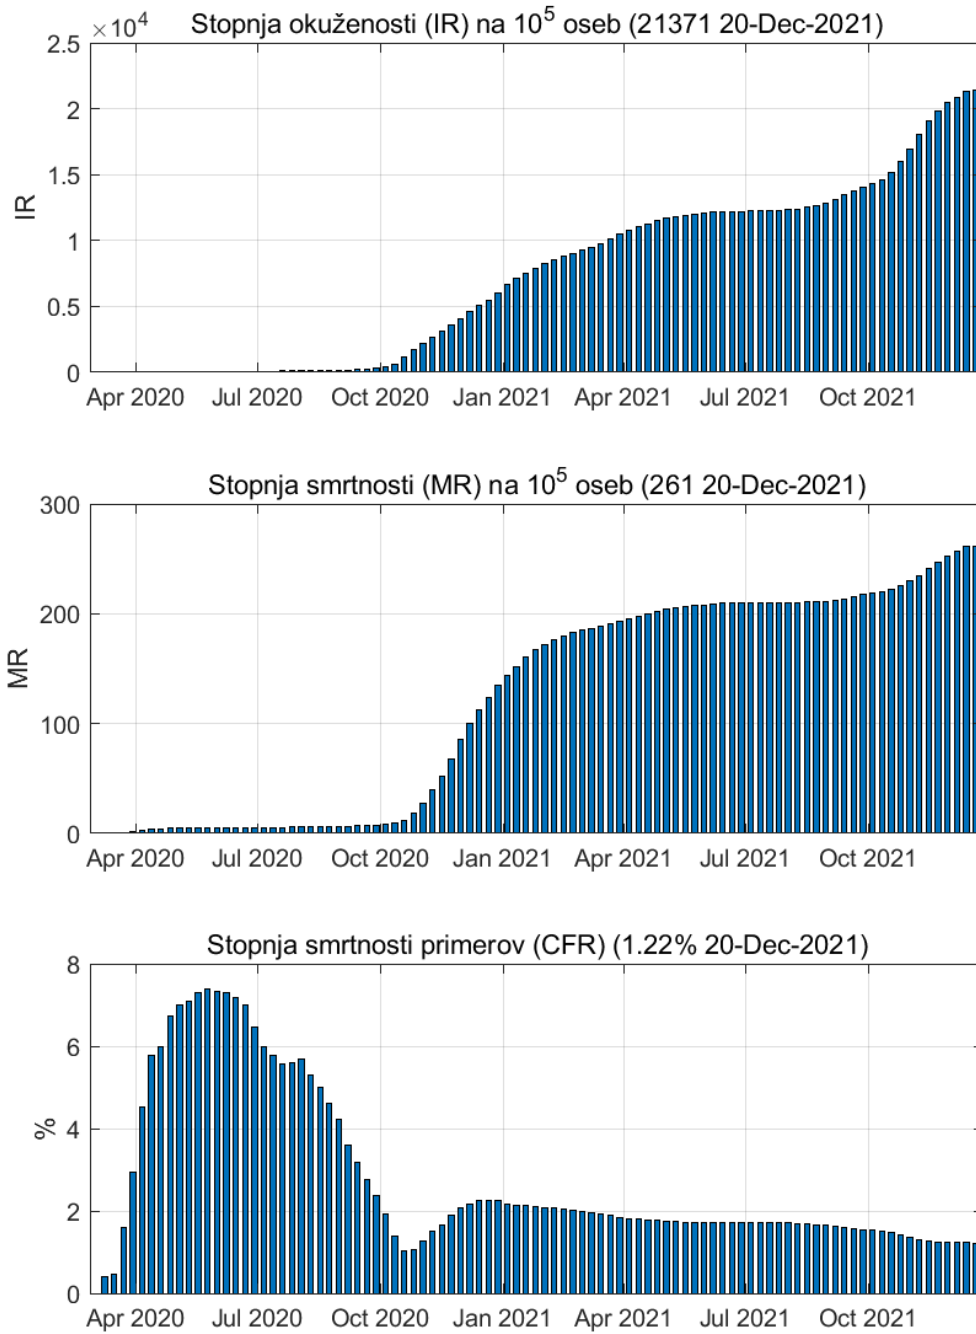 Stopnja okuženosti (IR) na 10^5 oseb (21371 20-Dec-2021)
×10^4
2.5
2
1.5
1
0.5
0
IR
Apr 2020 Jul 2020 Oct 2020 Jan 2021 Apr 2021 Jul 2021 Oct 2021
Stopnja smrtnosti (MR) na 10^5 oseb (261 20-Dec-2021)
300
200
100
0
MR
Apr 2020 Jul 2020 Oct 2020 Jan 2021 Apr 2021 Jul 2021 Oct 2021
Stopnja smrtnosti primerov (CFR) (1.22% 20-Dec-2021)
8
6
4
2
0
%
Apr 2020 Jul 2020 Oct 2020 Jan 2021 Apr 2021 Jul 2021 Oct 2021